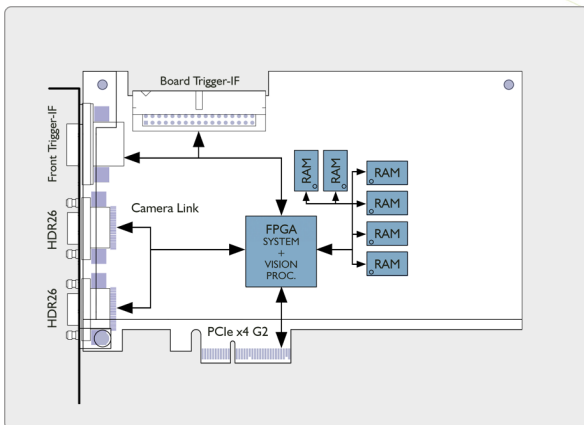 Board Trigger-IF
Front Trigger-IF
RAM
RAM
RAM
RAM
RAM
RAM
Camera Link
HDR26
HDR26
FPGA
SYSTEM
+
VISION
PROC.
PCIe x4 G2